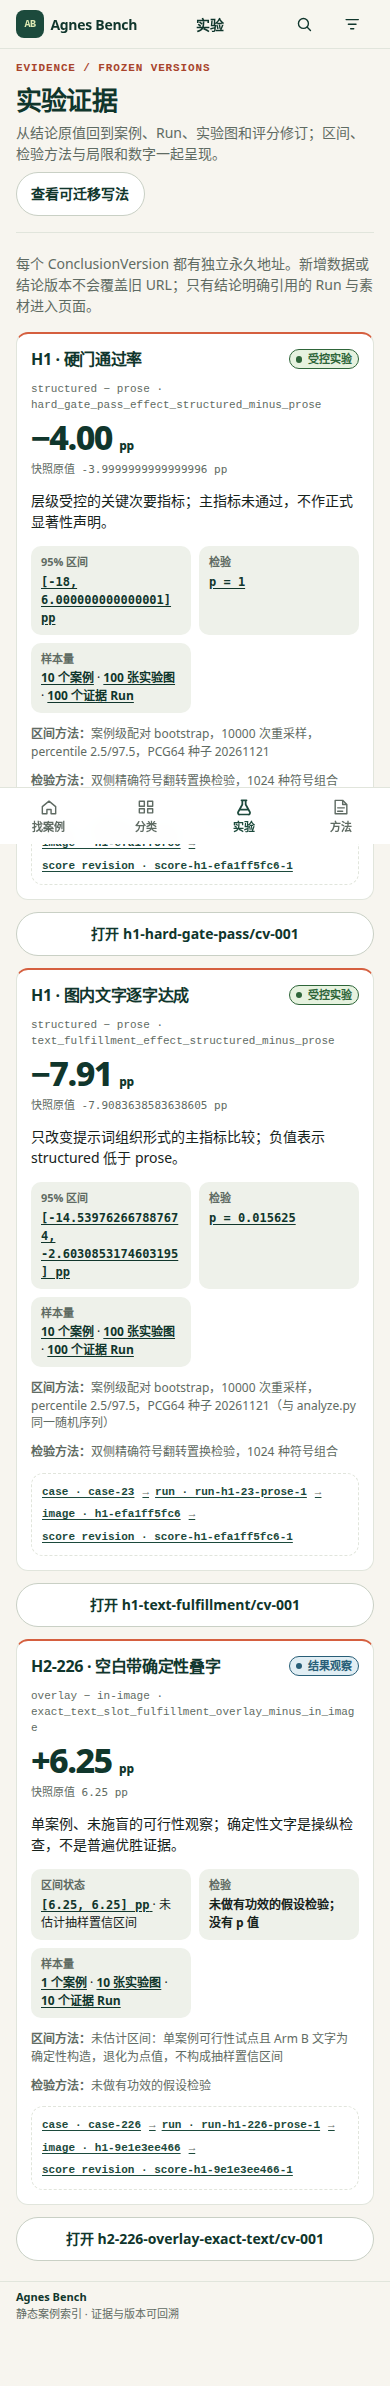 AB Agnes Bench 实验
EVIDENCE / FROZEN VERSIONS
实验证据
从结论原值回到案例、Run、实验图和评分修订；区间、
检验方法与局限和数字一起呈现。
查看可迁移写法
每个 ConclusionVersion 都有独立永久地址。新增数据或
结论版本不会覆盖旧 URL；只有结论明确引用的 Run 与素
材进入页面。
H1 · 硬门通过率 受控实验
structured − prose ·
hard_gate_pass_effect_structured_minus_prose
−4.00 pp
快照原值 -3.9999999999999996 pp
层级受控的关键次要指标；主指标未通过，不作正式
显著性声明。
95% 区间
[-18,
6.000000000000001]
pp
检验
p = 1
样本量
10 个案例 · 100 张实验图
· 100 个证据 Run
区间方法：案例级配对 bootstrap，10000 次重采样，
percentile 2.5/97.5，PCG64 种子 20261121
检验方法：双侧精确符号翻转置换检验，1024 种符号组合
找案例 分类 实验 方法
score revision · score-h1-efa1ff5fc6-1
打开 h1-hard-gate-pass/cv-001
H1 · 图内文字逐字达成 受控实验
structured − prose ·
text_fulfillment_effect_structured_minus_prose
−7.91 pp
快照原值 -7.9083638583638605 pp
只改变提示词组织形式的主指标比较；负值表示
structured 低于 prose。
95% 区间
[-14.53976266788767
4,
-2.6030853174603195
] pp
检验
p = 0.015625
样本量
10 个案例 · 100 张实验图
· 100 个证据 Run
区间方法：案例级配对 bootstrap，10000 次重采样，
percentile 2.5/97.5，PCG64 种子 20261121（与 analyze.py
同一随机序列）
检验方法：双侧精确符号翻转置换检验，1024 种符号组合
case · case-23 → run · run-h1-23-prose-1 →
image · h1-efa1ff5fc6 →
score revision · score-h1-efa1ff5fc6-1
打开 h1-text-fulfillment/cv-001
H2-226 · 空白带确定性叠字 结果观察
overlay − in-image ·
exact_text_slot_fulfillment_overlay_minus_in_imag
e
+6.25 pp
快照原值 6.25 pp
单案例、未施盲的可行性观察；确定性文字是操纵检
查，不是普遍优胜证据。
区间状态
[6.25, 6.25] pp · 未
估计抽样置信区间
检验
未做有功效的假设检验；
没有 p 值
样本量
1 个案例 · 10 张实验图 ·
10 个证据 Run
区间方法：未估计区间：单案例可行性试点且 Arm B 文字为
确定性构造，退化为点值，不构成抽样置信区间
检验方法：未做有功效的假设检验
case · case-226 → run · run-h1-226-prose-1 →
image · h1-9e1e3ee466 →
score revision · score-h1-9e1e3ee466-1
打开 h2-226-overlay-exact-text/cv-001
Agnes Bench
静态案例索引 · 证据与版本可回溯